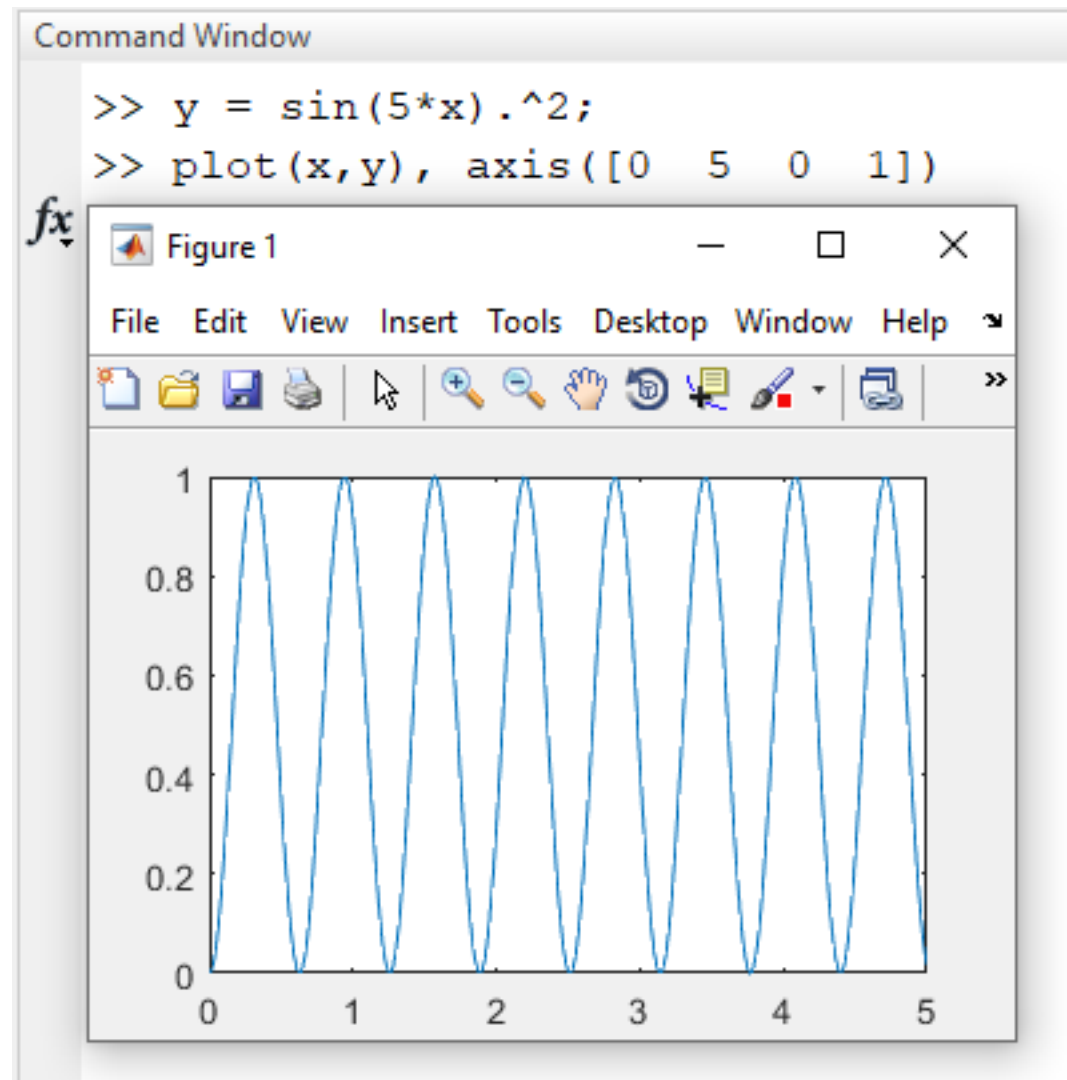 Command Window
>> y = sin(5*x).^2;
>> plot(x,y), axis([0 5 0 1])
fx
Figure 1
File Edit View Insert Tools Desktop Window Help
1
0.8
0.6
0.4
0.2
0
0 1 2 3 4 5